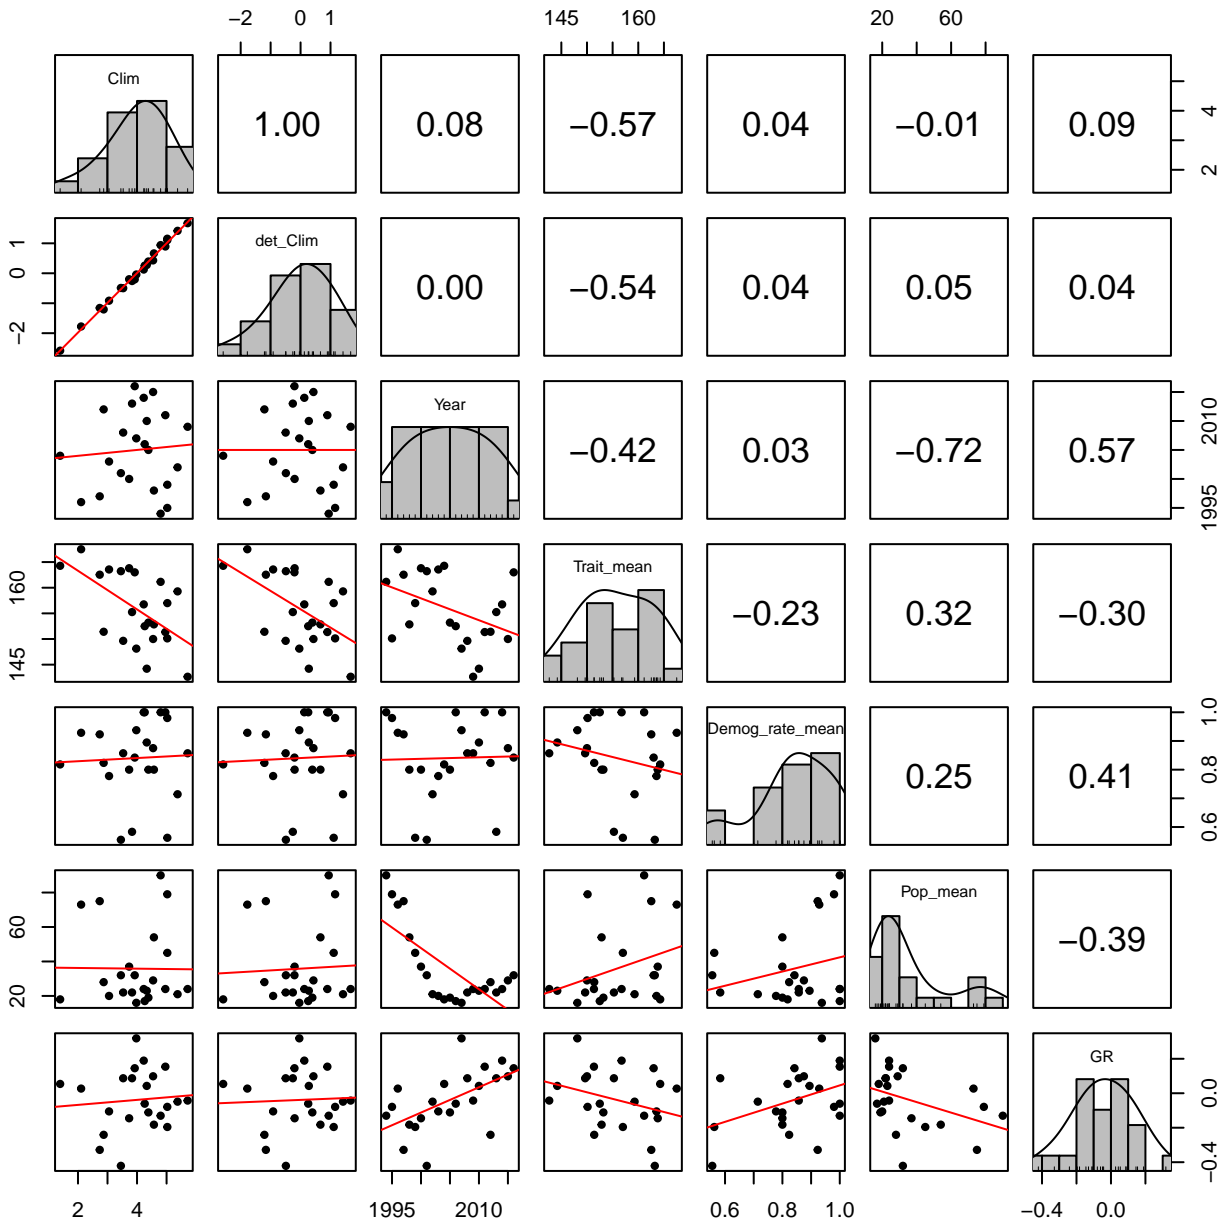 −2 0 1 145 160 20 60
Clim 1.00 0.08 −0.57 0.04 −0.01 0.09 2 4
−2 0 1 det_Clim 0.00 −0.54 0.04 0.05 0.04
Year −0.42 0.03 −0.72 0.57 1995 2010
145 160 Trait_mean −0.23 0.32 −0.30
Demog_rate_mean 0.25 0.41 0.6 0.8 1.0
20 60 Pop_mean −0.39
GR −0.4 0.0
2 4 1995 2010 0.6 0.8 1.0 −0.4 0.0